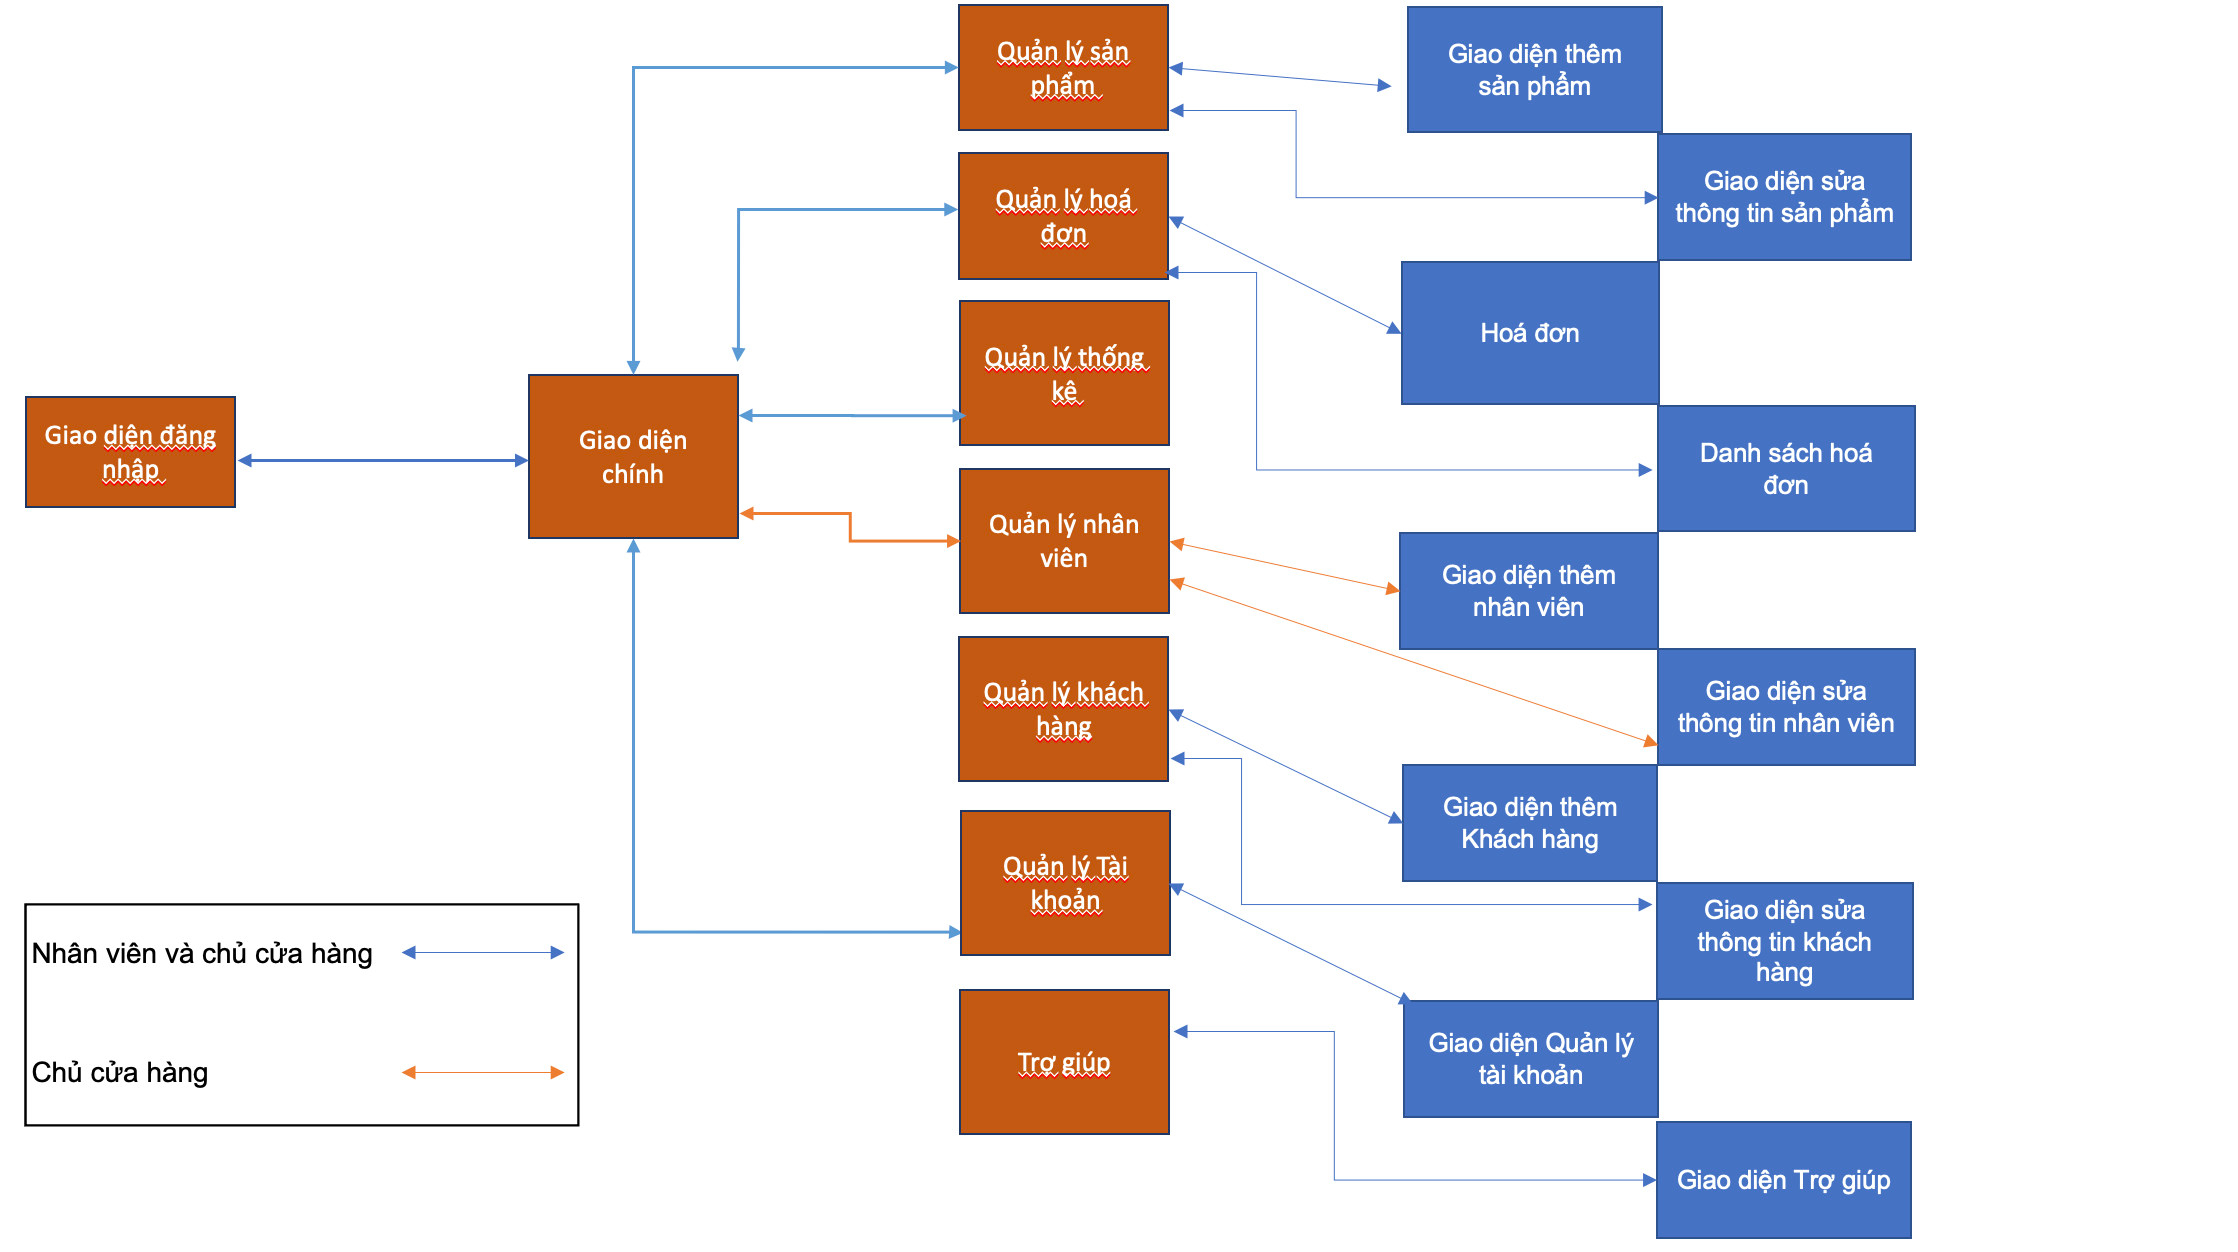 Giao diện đăng
nhập
Giao diện
chính
Quản lý sản
phẩm
Quản lý hoá
đơn
Quản lý thống
kê
Quản lý nhân
viên
Quản lý khách
hàng
Quản lý Tài
khoản
Trợ giúp
Giao diện thêm
sản phẩm
Giao diện sửa
thông tin sản phẩm
Hoá đơn
Danh sách hoá
đơn
Giao diện thêm
nhân viên
Giao diện sửa
thông tin nhân viên
Giao diện thêm
Khách hàng
Giao diện sửa
thông tin khách
hàng
Giao diện Quản lý
tài khoản
Giao diện Trợ giúp
Nhân viên và chủ cửa hàng
Chủ cửa hàng